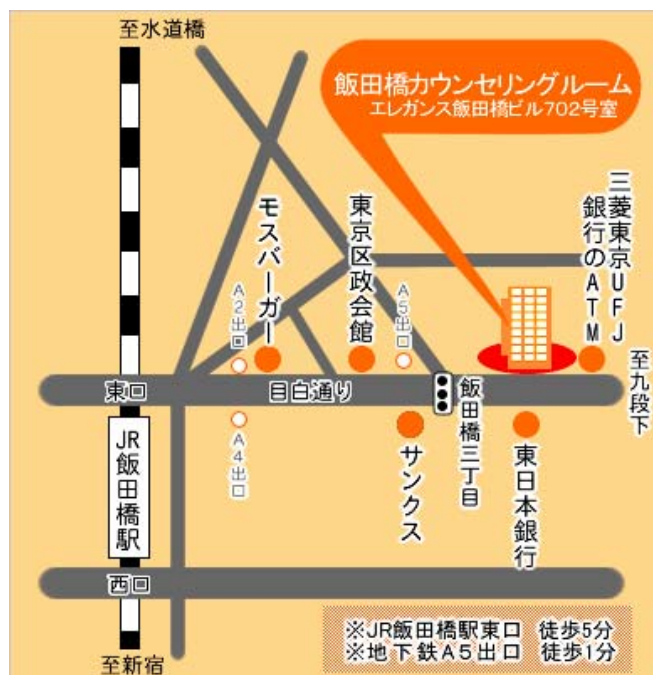 至水道橋
飯田橋カウンセリングルーム
エレガンス飯田橋ビル702号室
三菱東京UFJ
銀行のATM
東京区政会館
モスバーガー
A2出口
A5出口
至九段下
東口
目白通り
飯田橋三丁目
A4出口
JR飯田橋駅
サンクス
東日本銀行
西口
※JR飯田橋駅東口 徒歩5分
※地下鉄A5出口 徒歩1分
至新宿